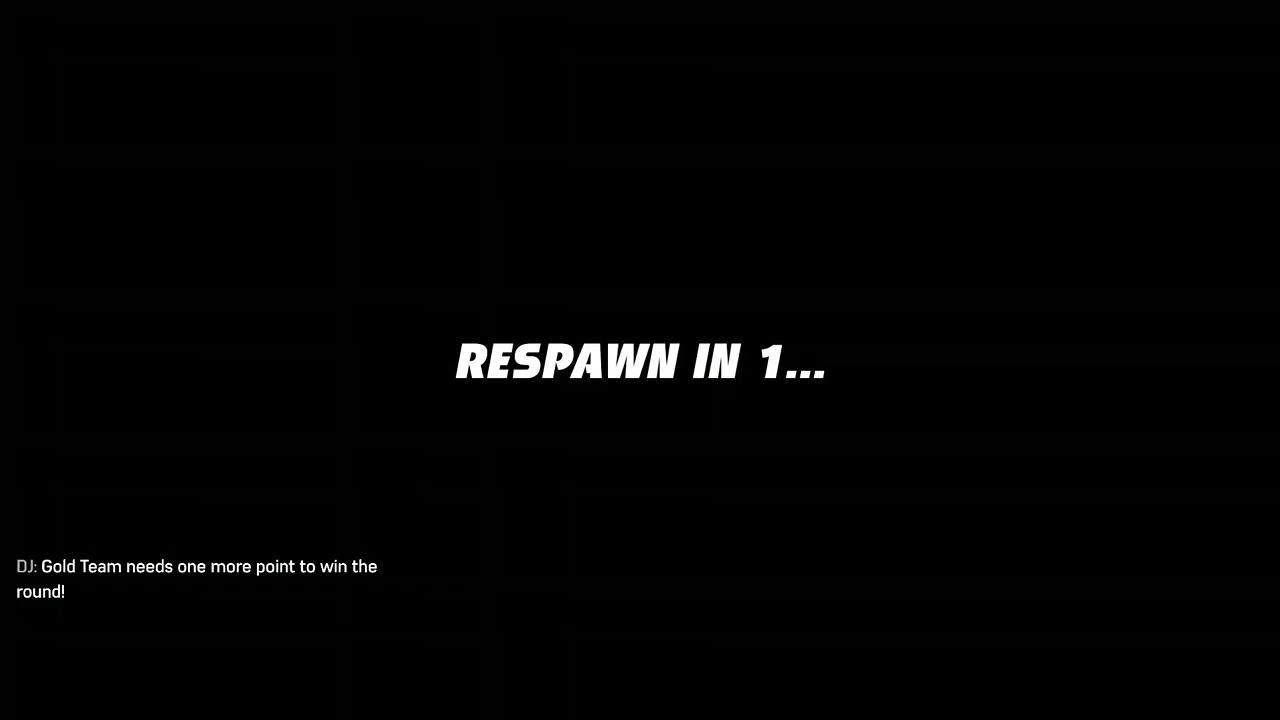 RESPAWN IN 1...
DJ: Gold Team needs one more point to win the
round!